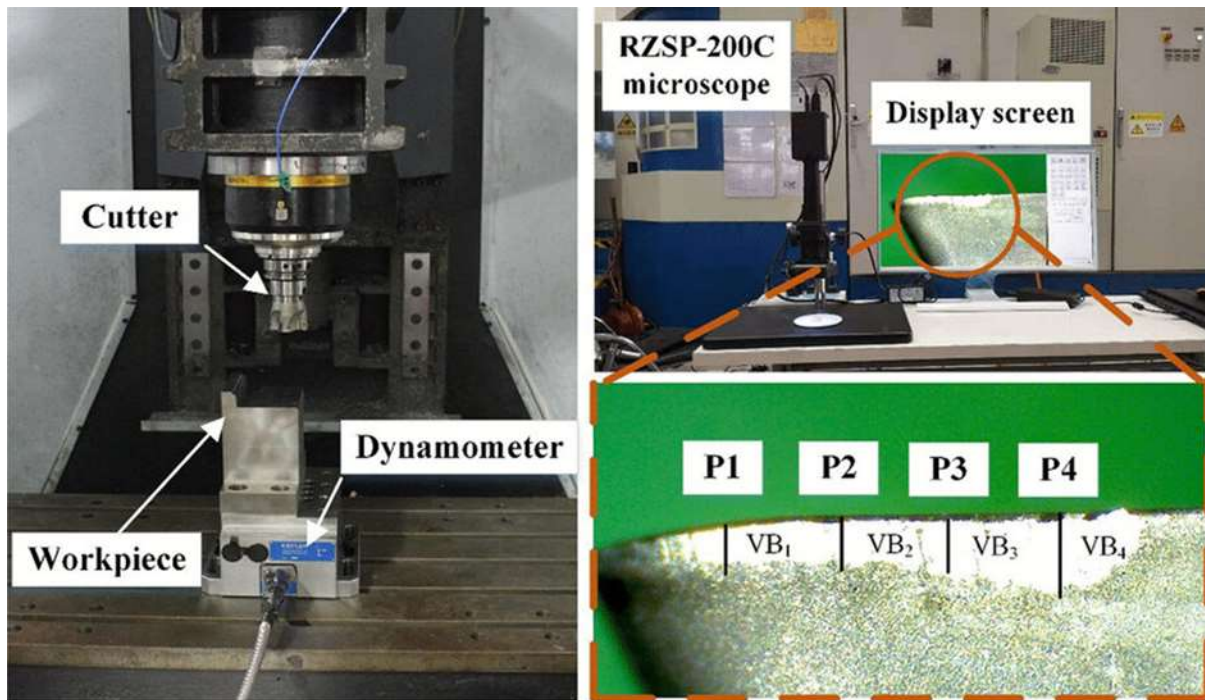 Cutter
Dynamometer
Workpiece
RZSP-200C
microscope
Display screen
P1 P2 P3 P4
VB₁ VB₂ VB₃ VB₄